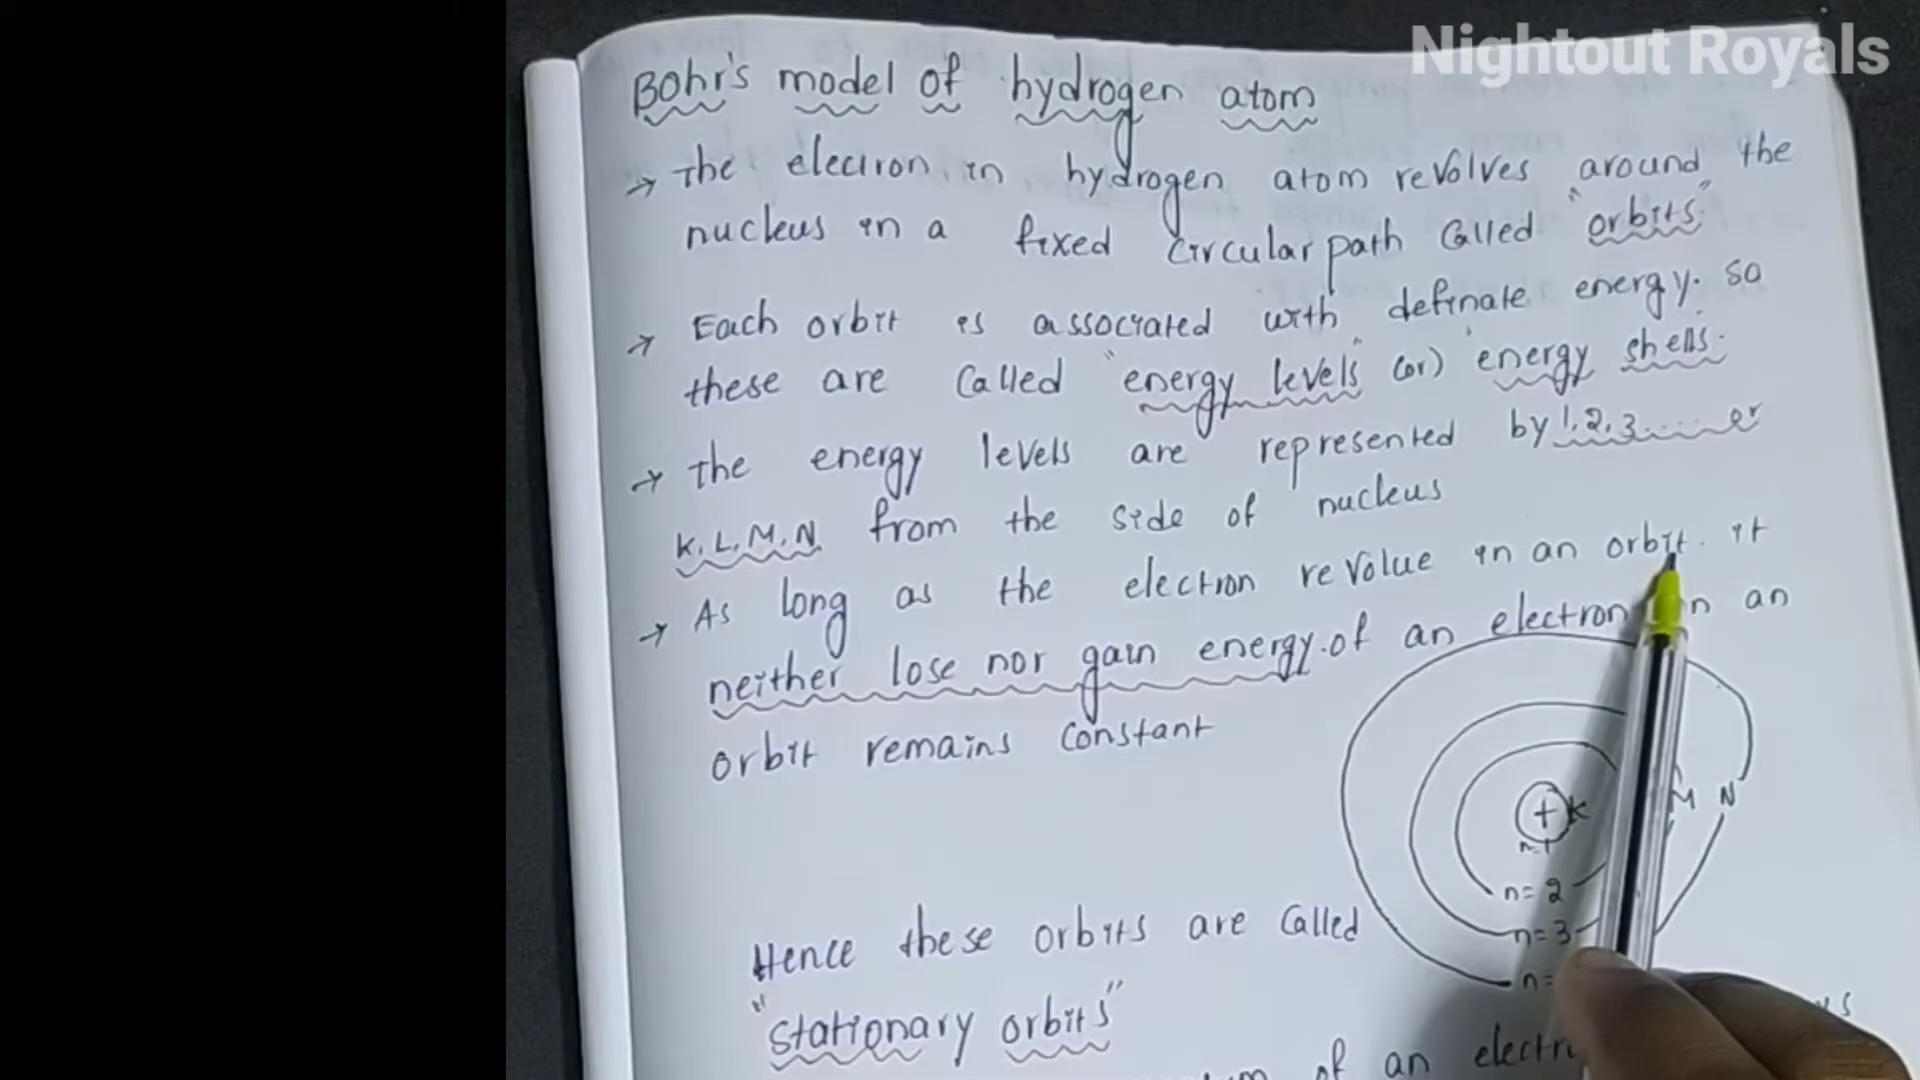 Nightout Royals
Bohr's model of hydrogen atom
→ The electron in hydrogen atom revolves around the
nucleus in a fixed circular path called "orbits".
→ Each orbit is associated with definate energy. so
these are called "energy levels" (or) energy shells.
→ The energy levels are represented by 1,2,3..... or
K.L.M.N from the side of nucleus
→ As long as the electron revolue in an orbit. it
neither lose nor gain energy. of an electron in an
orbit remains constant
+ K M N
n=1
n=2
n=3
n=
Hence these orbits are called
"stationary orbits"
of an